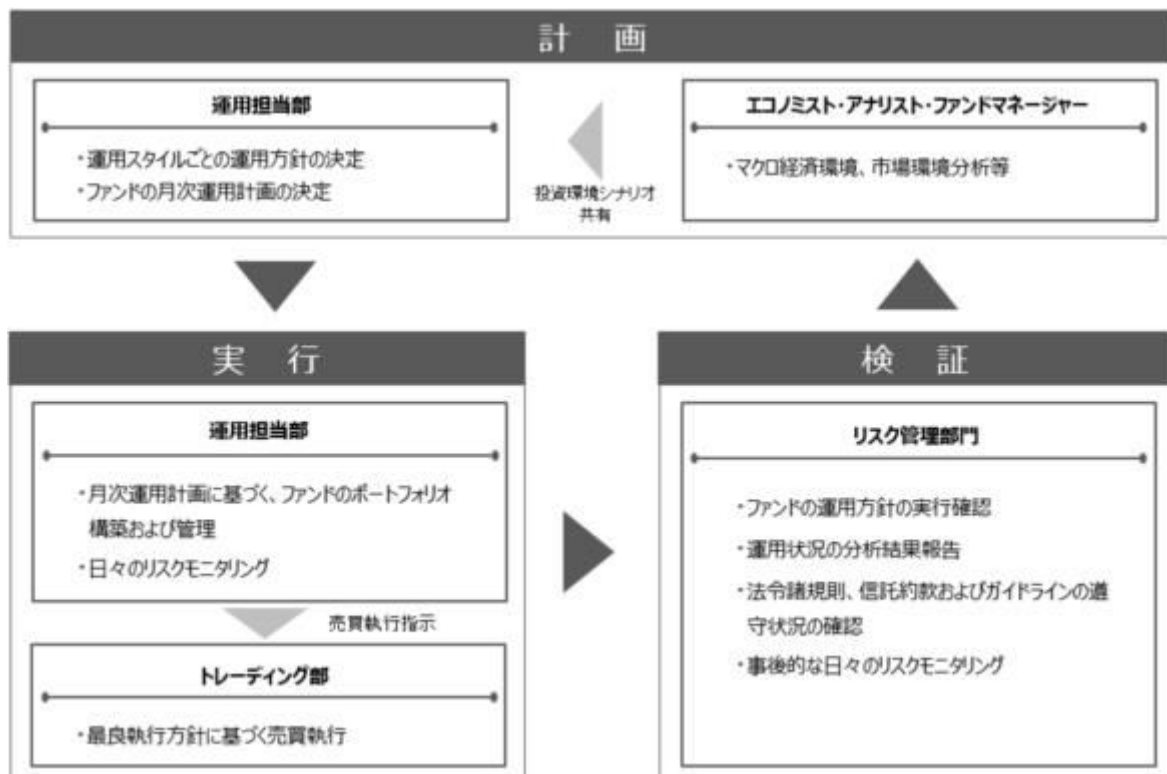 計　画
運用担当部
・運用スタイルごとの運用方針の決定
・ファンドの月次運用計画の決定
投資環境シナリオ
共有
エコノミスト・アナリスト・ファンドマネージャー
・マクロ経済環境、市場環境分析等
実　行
運用担当部
・月次運用計画に基づく、ファンドのポートフォリオ
構築および管理
・日々のリスクモニタリング
売買執行指示
トレーディング部
・最良執行方針に基づく売買執行
検　証
リスク管理部門
・ファンドの運用方針の実行確認
・運用状況の分析結果報告
・法令諸規則、信託約款およびガイドラインの遵
守状況の確認
・事後的な日々のリスクモニタリング